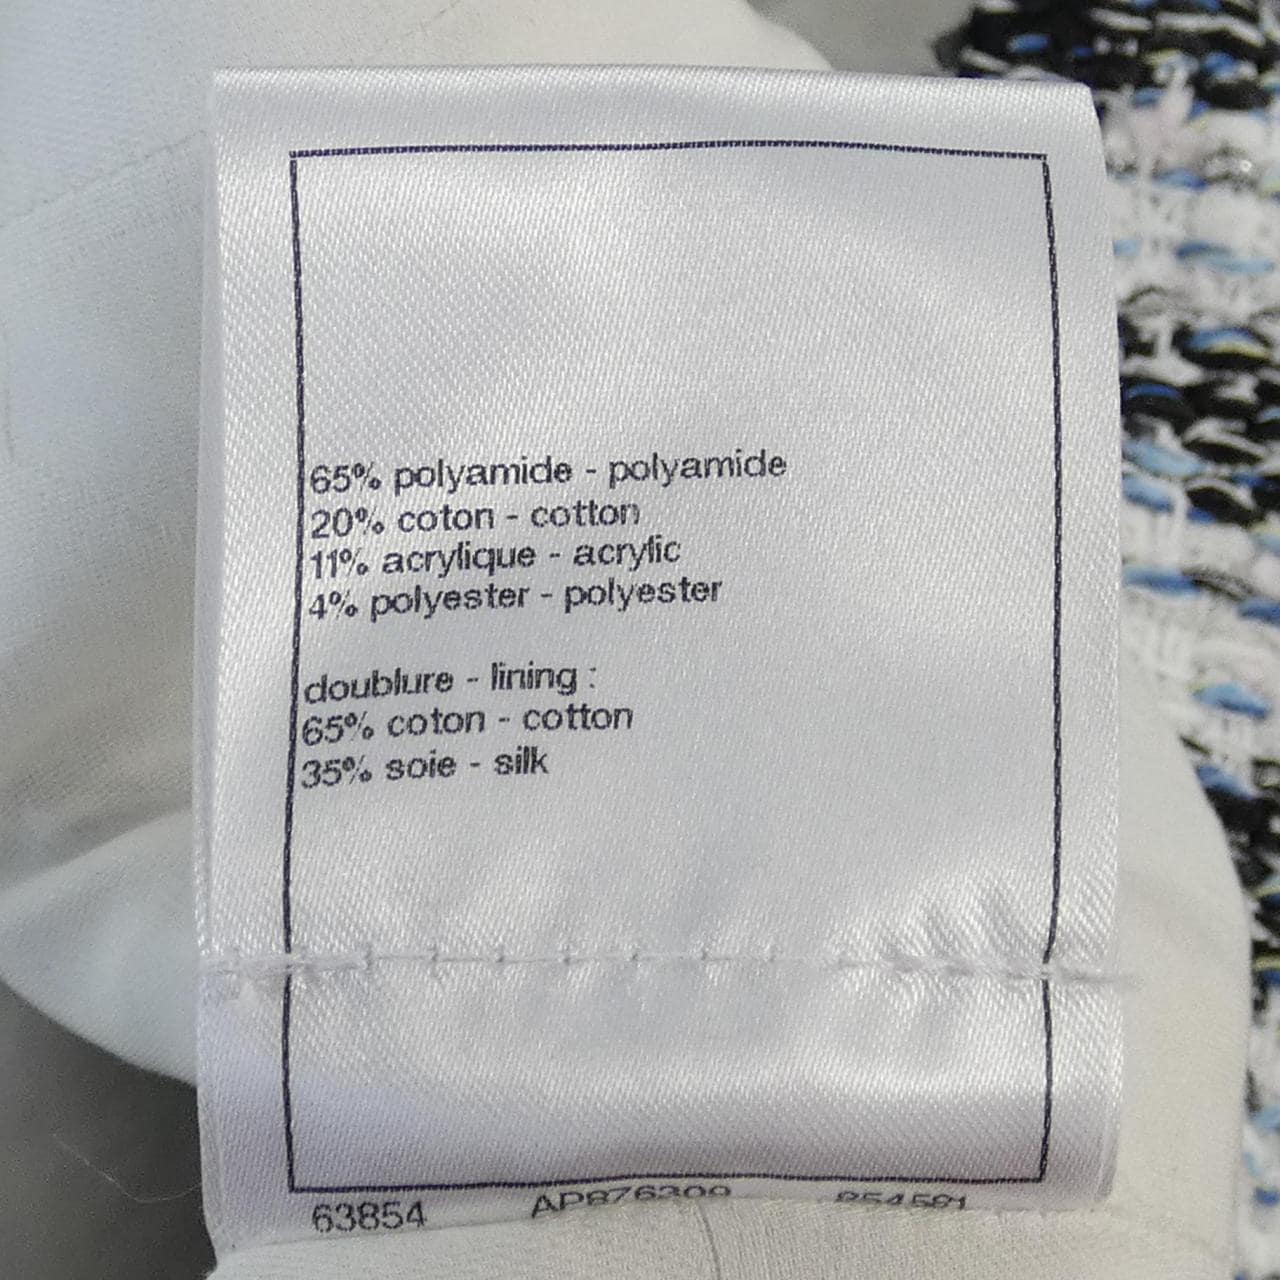 65% polyamide - polyamide
20% coton - cotton
11% acrylique - acrylic
4% polyester - polyester
doublure - lining :
65% coton - cotton
35% soie - silk
63854